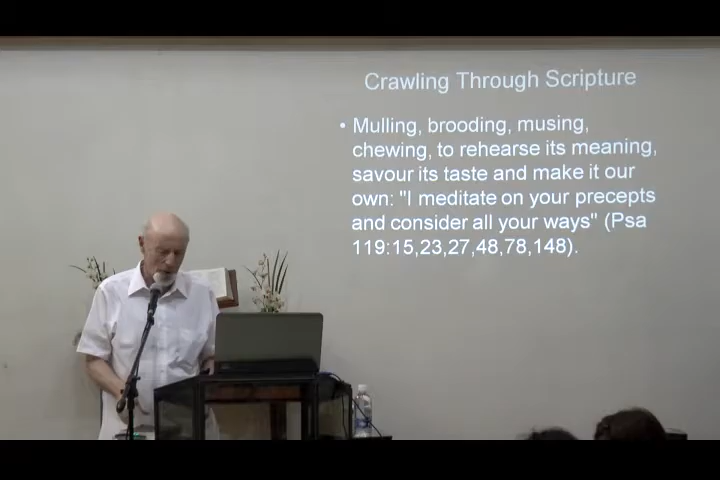 Crawling Through Scripture
• Mulling, brooding, musing,
chewing, to rehearse its meaning,
savour its taste and make it our
own: "I meditate on your precepts
and consider all your ways" (Psa
119:15,23,27,48,78,148).